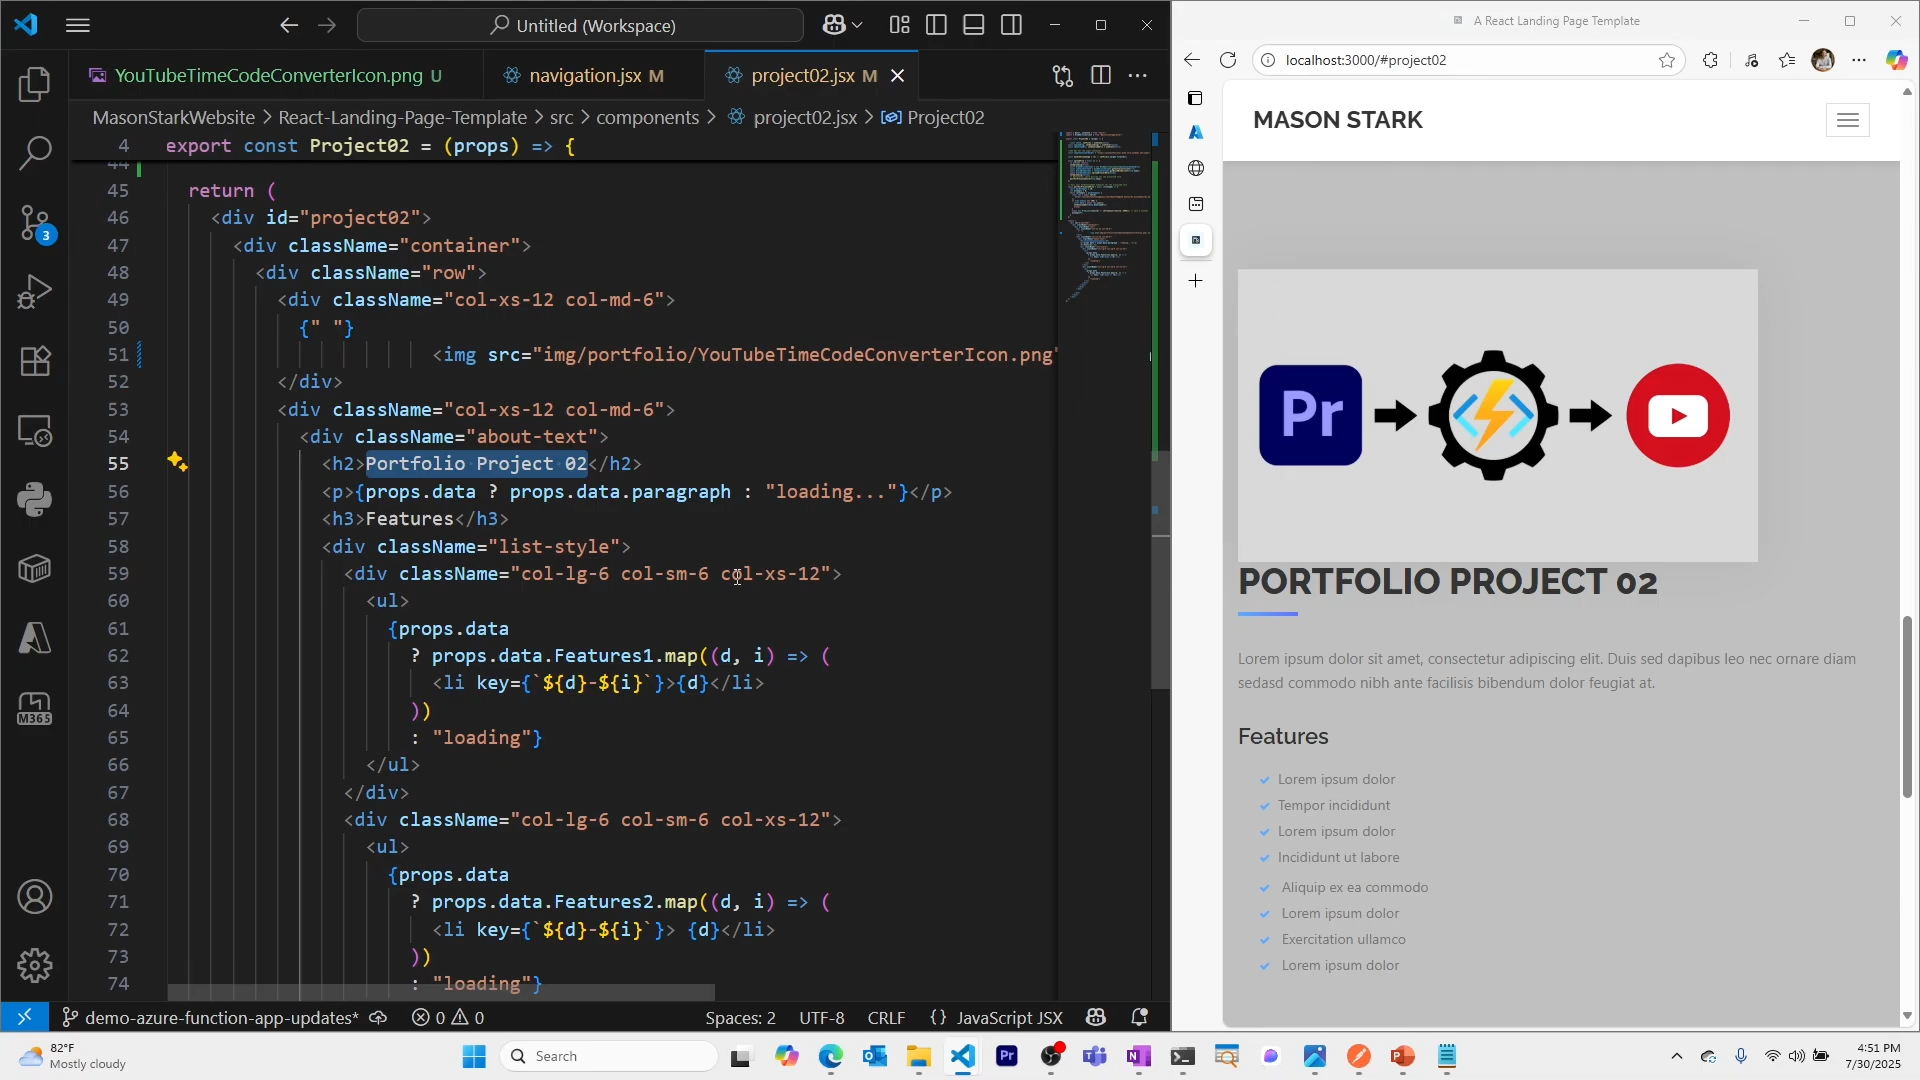 Untitled (Workspace)
YouTubeTimeCodeConverterIcon.png U
navigation.jsx M
project02.jsx M
MasonStarkWebsite > React-Landing-Page-Template > src > components > project02.jsx > Project02
4 export const Project02 = (props) => {
44
45 return (
46 <div id="project02">
47 <div className="container">
48 <div className="row">
49 <div className="col-xs-12 col-md-6">
50 {" "}
51 <img src="img/portfolio/YouTubeTimeCodeConverterIcon.png"
52 </div>
53 <div className="col-xs-12 col-md-6">
54 <div className="about-text">
55 <h2>Portfolio Project 02</h2>
56 <p>{props.data ? props.data.paragraph : "loading..."}</p>
57 <h3>Features</h3>
58 <div className="list-style">
59 <div className="col-lg-6 col-sm-6 col-xs-12">
60 <ul>
61 {props.data
62 ? props.data.Features1.map((d, i) => (
63 <li key={`${d}-${i}`}>{d}</li>
64 ))
65 : "loading"}
66 </ul>
67 </div>
68 <div className="col-lg-6 col-sm-6 col-xs-12">
69 <ul>
70 {props.data
71 ? props.data.Features2.map((d, i) => (
72 <li key={`${d}-${i}`}> {d}</li>
73 ))
74 : "loading"}
3
M365
demo-azure-function-app-updates* 0 0 Spaces: 2 UTF-8 CRLF {} JavaScript JSX
A React Landing Page Template
localhost:3000/#project02
MASON STARK
Pr
PORTFOLIO PROJECT 02
Lorem ipsum dolor sit amet, consectetur adipiscing elit. Duis sed dapibus leo nec ornare diam
sedasd commodo nibh ante facilisis bibendum dolor feugiat at.
Features
Lorem ipsum dolor
Tempor incididunt
Lorem ipsum dolor
Incididunt ut labore
Aliquip ex ea commodo
Lorem ipsum dolor
Exercitation ullamco
Lorem ipsum dolor
82°F
Mostly cloudy
Search
Pr
4:51 PM
7/30/2025